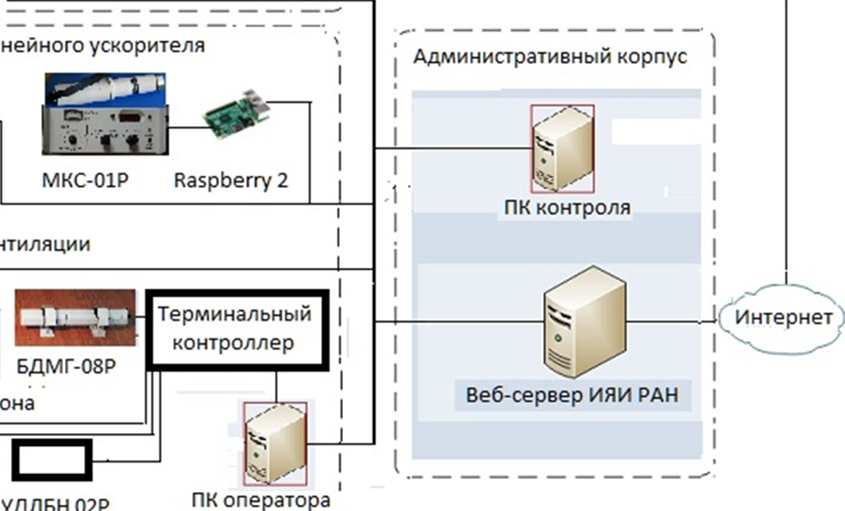 нейного ускорителя
Административный корпус
МКС-01Р
Raspberry 2
ПК контроля
нтиляции
Терминальный
контроллер
Интернет
БДМГ-08Р
Веб-сервер ИЯИ РАН
она
ПК оператора
02Р